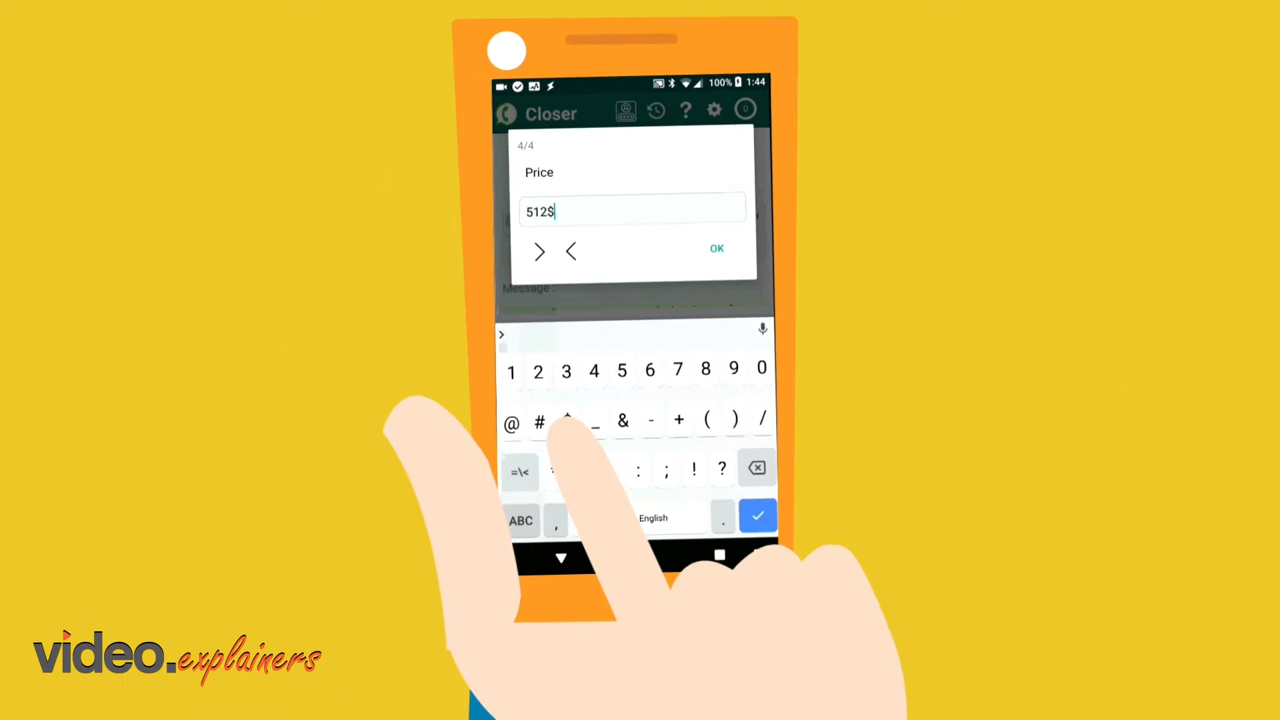 100% 1:44
Closer
?
0
4/4
Price
512$
OK
Message :
1 2 3 4 5 6 7 8 9 0
@ # $ _ & - + ( ) /
=\< : ; ! ?
ABC , English .
video.explainers